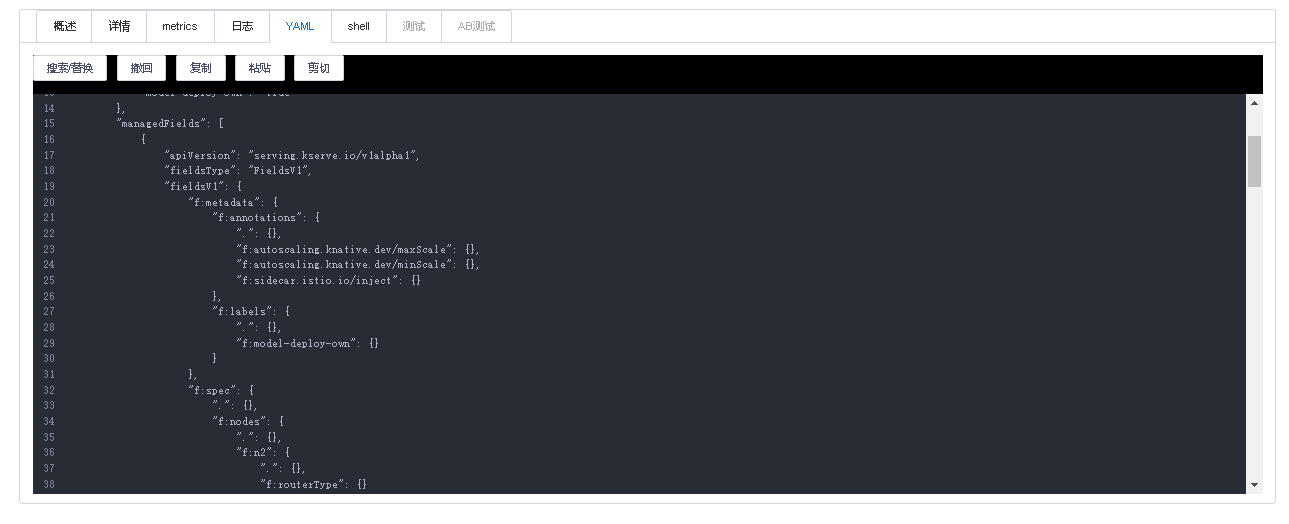 概述 详情 metrics 日志 YAML shell 测试 AB测试
搜索/替换 撤回 复制 粘贴 剪切
14 },
15 "managedFields": [
16 {
17 "apiVersion": "serving.kserve.io/v1alpha1",
18 "fieldsType": "FieldsV1",
19 "fieldsV1": {
20 "f:metadata": {
21 "f:annotations": {
22 ".": {},
23 "f:autoscaling.knative.dev/maxScale": {},
24 "f:autoscaling.knative.dev/minScale": {},
25 "f:sidecar.istio.io/inject": {}
26 },
27 "f:labels": {
28 ".": {},
29 "f:model-deploy-own": {}
30 }
31 },
32 "f:spec": {
33 ".": {},
34 "f:nodes": {
35 ".": {},
36 "f:n2": {
37 ".": {},
38 "f:routerType": {}